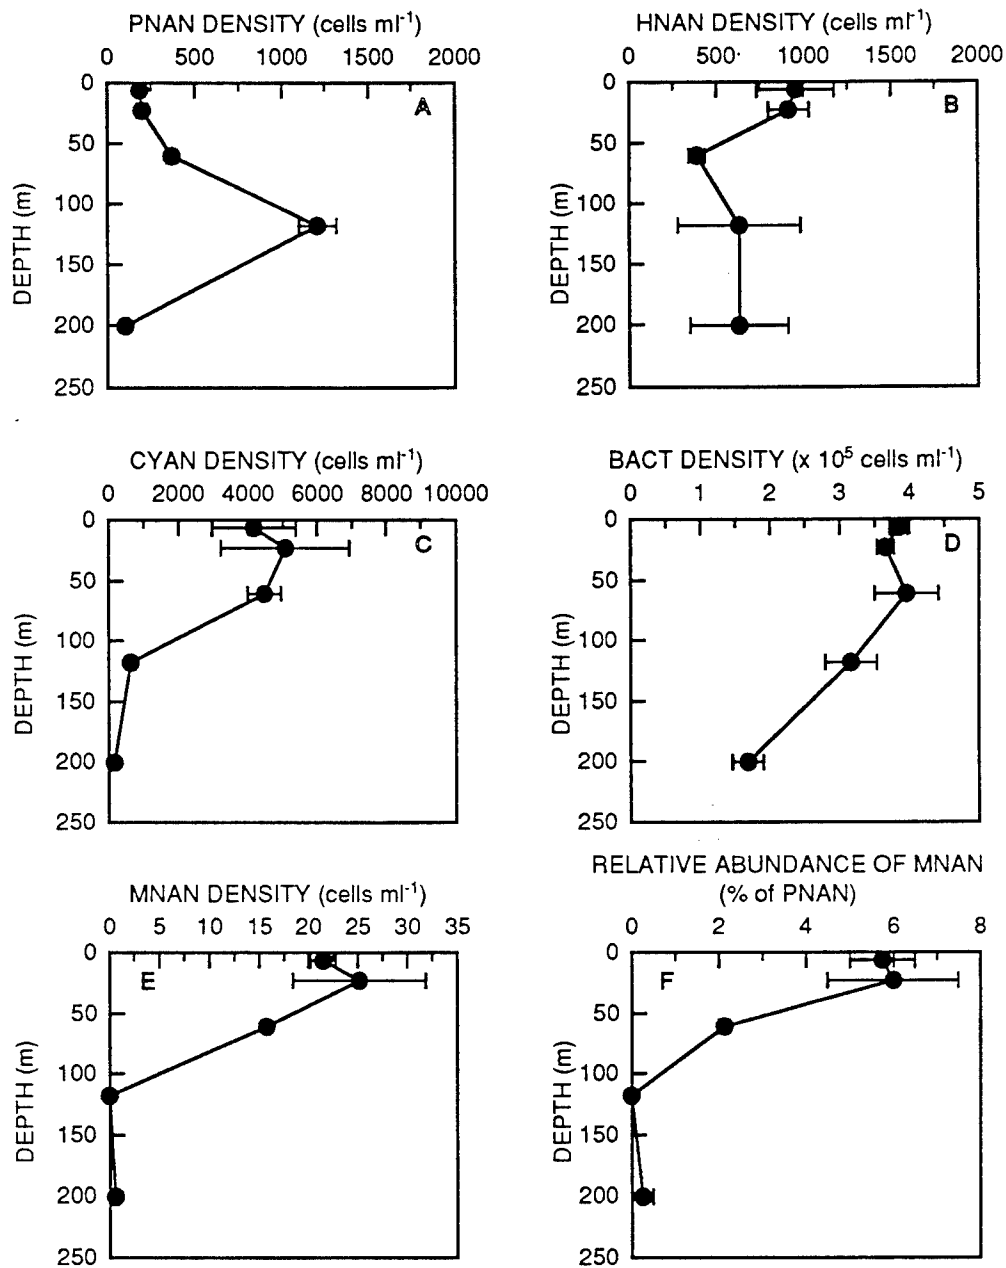 PNAN DENSITY (cells ml⁻¹)
0 500 1000 1500 2000
0
50
100
150
200
250
DEPTH (m)
A
HNAN DENSITY (cells ml⁻¹)
0 500 1000 1500 2000
0
50
100
150
200
250
DEPTH (m)
B
CYAN DENSITY (cells ml⁻¹)
0 2000 4000 6000 8000 10000
0
50
100
150
200
250
DEPTH (m)
C
BACT DENSITY (x 10⁵ cells ml⁻¹)
0 1 2 3 4 5
0
50
100
150
200
250
DEPTH (m)
D
MNAN DENSITY (cells ml⁻¹)
0 5 10 15 20 25 30 35
0
50
100
150
200
250
DEPTH (m)
E
RELATIVE ABUNDANCE OF MNAN
(% of PNAN)
0 2 4 6 8
0
50
100
150
200
250
DEPTH (m)
F